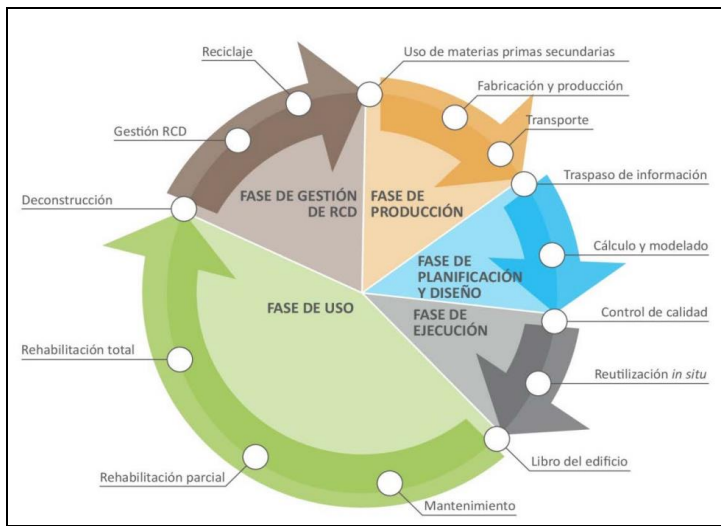 Reciclaje
Uso de materias primas secundarias
Fabricación y producción
Gestión RCD
Transporte
Traspaso de información
Deconstrucción
FASE DE GESTIÓN
DE RCD
FASE DE
PRODUCCIÓN
Cálculo y modelado
FASE DE
PLANIFICACIÓN
Y DISEÑO
FASE DE USO
FASE DE
EJECUCIÓN
Control de calidad
Rehabilitación total
Reutilización in situ
Libro del edificio
Rehabilitación parcial
Mantenimiento